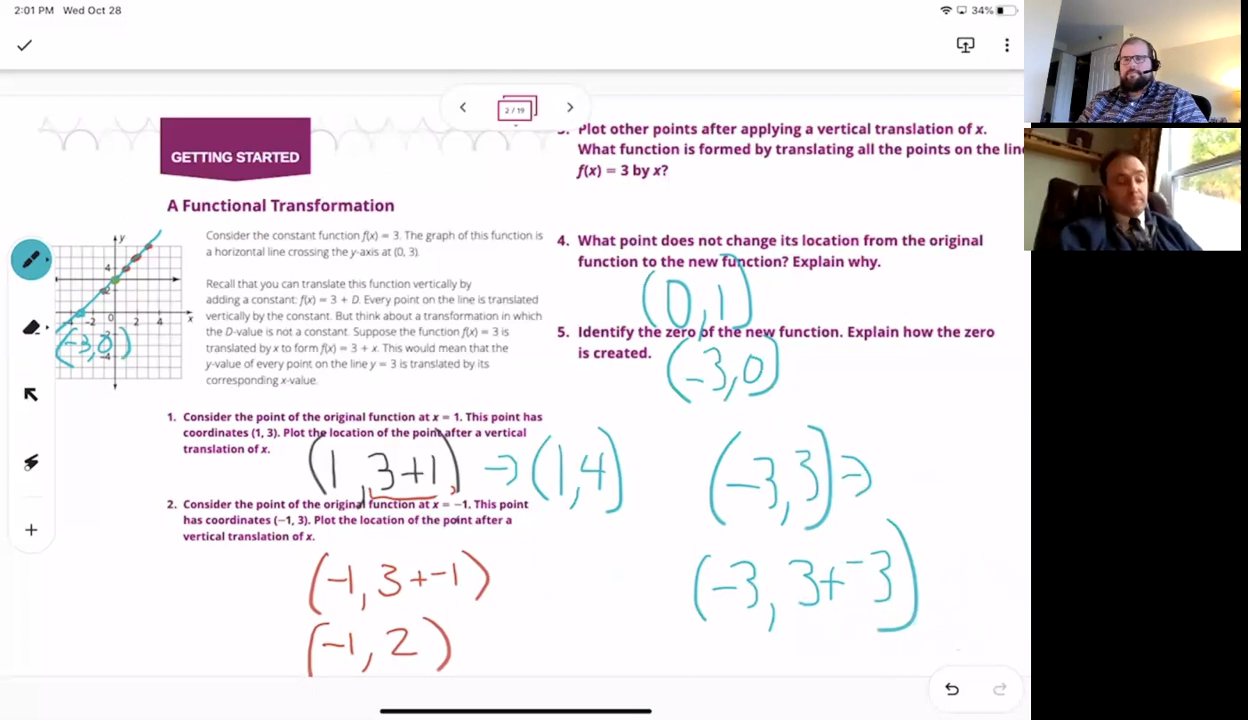 2:01 PM Wed Oct 28
34%
2 / 19
GETTING STARTED
A Functional Transformation
Consider the constant function f(x) = 3. The graph of this function is
a horizontal line crossing the y-axis at (0, 3).
Recall that you can translate this function vertically by
adding a constant: f(x) = 3 + D. Every point on the line is translated
vertically by the constant. But think about a transformation in which
the D-value is not a constant. Suppose the function f(x) = 3 is
translated by x to form f(x) = 3 + x. This would mean that the
y-value of every point on the line y = 3 is translated by its
corresponding x-value.
y
4
-2 0 2 4 x
(-3,0)
1. Consider the point of the original function at x = 1. This point has
coordinates (1, 3). Plot the location of the point after a vertical
translation of x.
(1, 3+1) → (1,4)
2. Consider the point of the original function at x = −1. This point
has coordinates (−1, 3). Plot the location of the point after a
vertical translation of x.
(-1, 3+-1)
(-1, 2)
Plot other points after applying a vertical translation of x.
What function is formed by translating all the points on the line
f(x) = 3 by x?
4. What point does not change its location from the original
function to the new function? Explain why.
(0,1)
5. Identify the zero of the new function. Explain how the zero
is created.
(-3,0)
(-3,3) →
(-3, 3+-3)